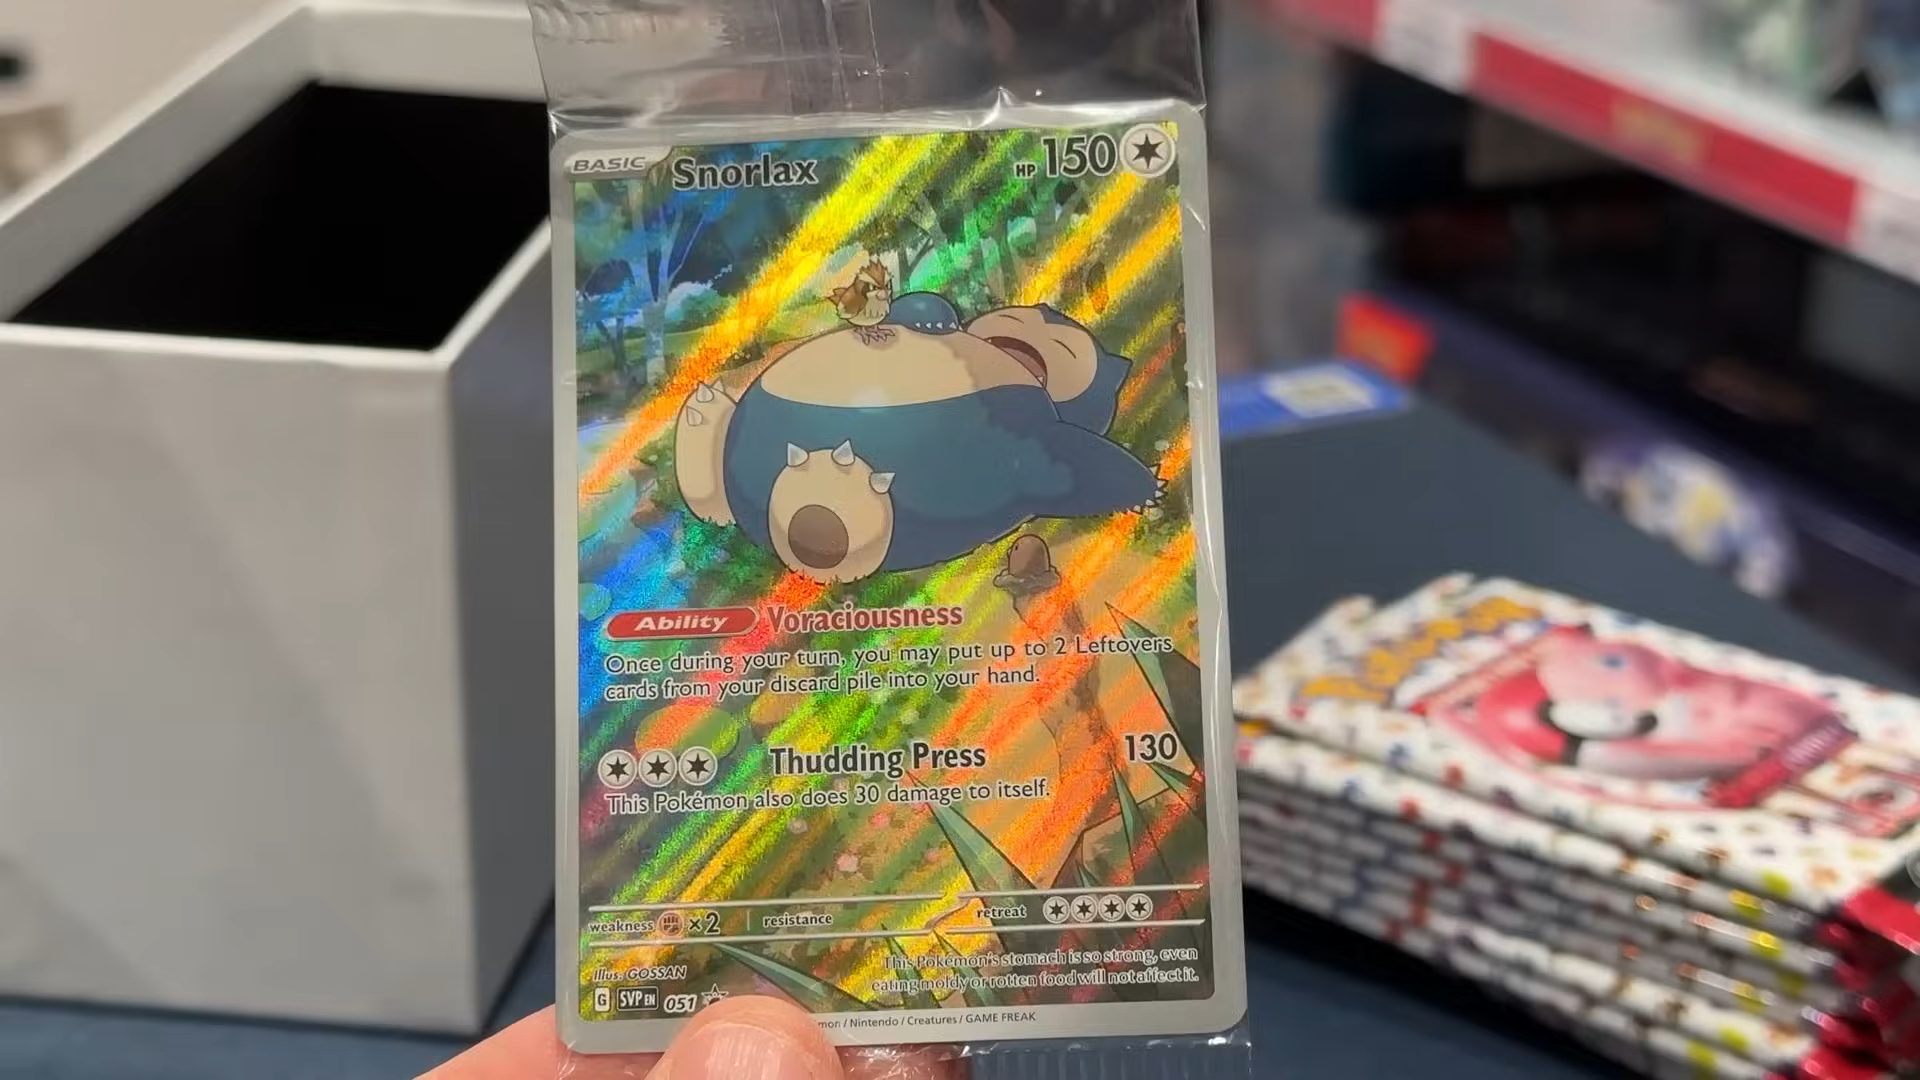 BASIC Snorlax HP 150
Ability Voraciousness
Once during your turn, you may put up to 2 Leftovers
cards from your discard pile into your hand.
Thudding Press 130
This Pokémon also does 30 damage to itself.
weakness ×2 resistance retreat
This Pokémon's stomach is so strong, even
eating moldy or rotten food will not affect it.
Illus. GOSSAN
G SVP EN 051
/ Nintendo / Creatures / GAME FREAK
Pokémon